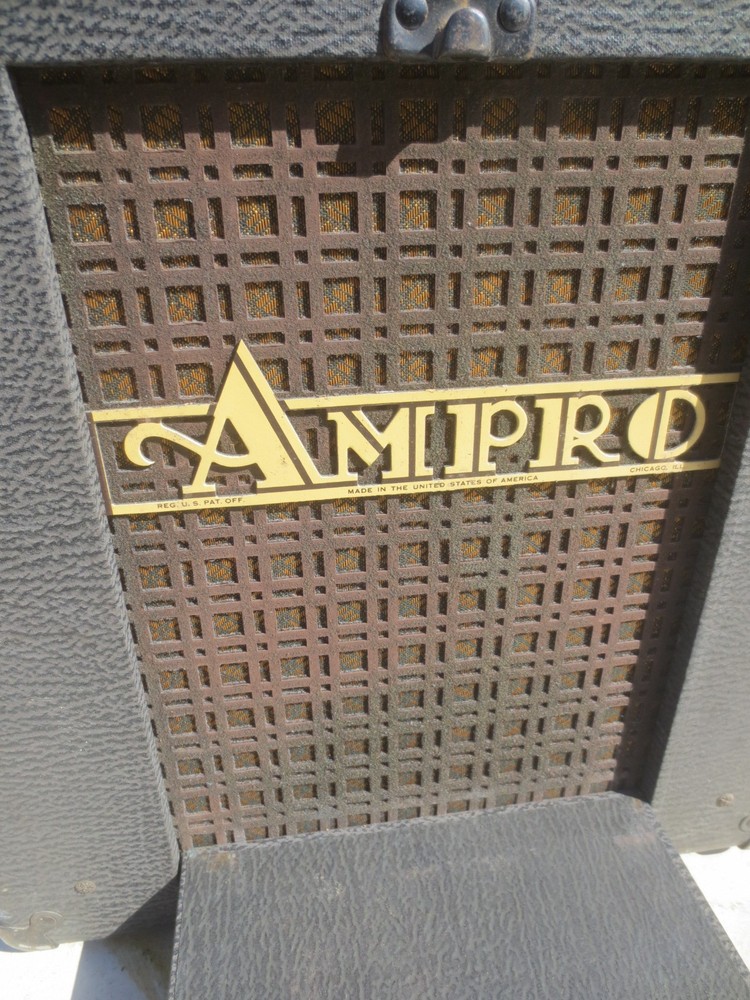 AMPRO
REG. U. S. PAT. OFF.
MADE IN THE UNITED STATES OF AMERICA
CHICAGO, ILL.